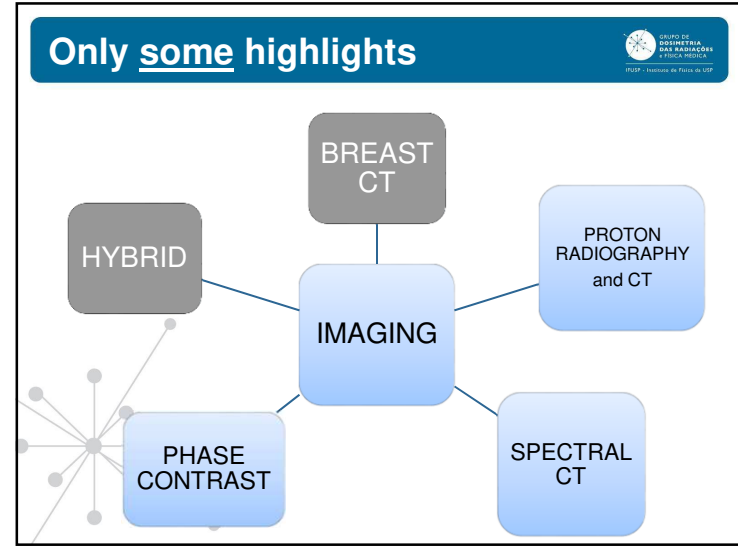 Only some highlights
GRUPO DE
DOSIMETRIA
DAS RADIAÇÕES
e FÍSICA MÉDICA
IFUSP - Instituto de Física da USP
BREAST
CT
HYBRID
PROTON
RADIOGRAPHY
and CT
IMAGING
PHASE
CONTRAST
SPECTRAL
CT